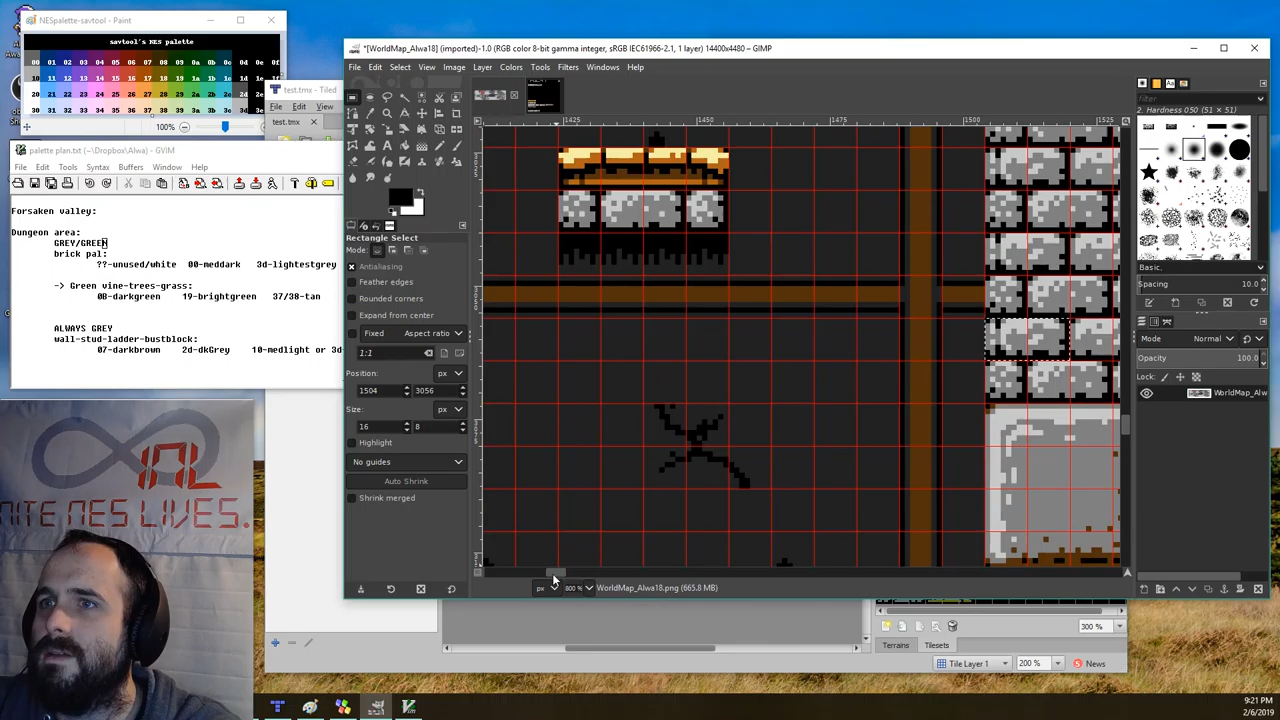 NESpalette-savtool - Paint
savtool's NES palette
00 01 02 03 04 05 06 07 08 09 0a 0b 0c 0d 0e 0f
10 11 12 13 14 15 16 17 18 19 1a 1b 1c 1d 1e 1f
20 21 22 23 24 25 26 27 28 29 2a 2b 2c 2d 2e 2f
30 31 32 33 34 35 36 37 38 39 3a 3b 3c 3d 3e 3f
100%
test.tmx - Tiled
File Edit View
test.tmx
palette plan.txt (~\Dropbox\Alwa) - GVIM
File Edit Tools Syntax Buffers Window Help
Forsaken valley:
Dungeon area:
GREY/GREEN
brick pal:
??-unused/white 00-meddark 3d-lightestgrey
-> Green vine-trees-grass:
0B-darkgreen 19-brightgreen 37/38-tan
ALWAYS GREY
wall-stud-ladder-bustblock:
07-darkbrown 2d-dkGrey 10-medlight or 3d
INL
NITE NES LIVES.
*[WorldMap_Alwa18] (imported)-1.0 (RGB color 8-bit gamma integer, sRGB IEC61966-2.1, 1 layer) 14400x4480 – GIMP
File Edit Select View Image Layer Colors Tools Filters Windows Help
1425 1450 1475 1500 1525
Rectangle Select
Mode:
Antialiasing
Feather edges
Rounded corners
Expand from center
Fixed Aspect ratio
1:1
Position: px
1504 3056
Size: px
16 8
Highlight
No guides
Auto Shrink
Shrink merged
px 800 % WorldMap_Alwa18.png (665.8 MB)
Filter
2. Hardness 050 (51 × 51)
Basic,
Spacing 10.0
Mode Normal
Opacity 100.0
Lock:
WorldMap_Alw
300 %
Terrains Tilesets
Tile Layer 1 200 % News
9:21 PM
2/6/2019